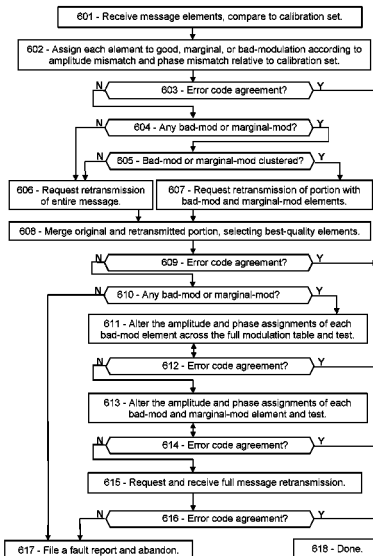 601 - Receive message elements, compare to calibration set.
602 - Assign each element to good, marginal, or bad-modulation according to
amplitude mismatch and phase mismatch relative to calibration set.
N 603 - Error code agreement? Y
N 604 - Any bad-mod or marginal-mod? Y
N 605 - Bad-mod or marginal-mod clustered? Y
606 - Request retransmission
of entire message.
607 - Request retransmission of portion with
bad-mod and marginal-mod elements.
608 - Merge original and retransmitted portion, selecting best-quality elements.
N 609 - Error code agreement? Y
N 610 - Any bad-mod or marginal-mod? Y
611 - Alter the amplitude and phase assignments of each
bad-mod element across the full modulation table and test.
N 612 - Error code agreement? Y
613 - Alter the amplitude and phase assignments of each
bad-mod and marginal-mod element and test.
N 614 - Error code agreement? Y
615 - Request and receive full message retransmission.
N 616 - Error code agreement? Y
617 - File a fault report and abandon.
618 - Done.